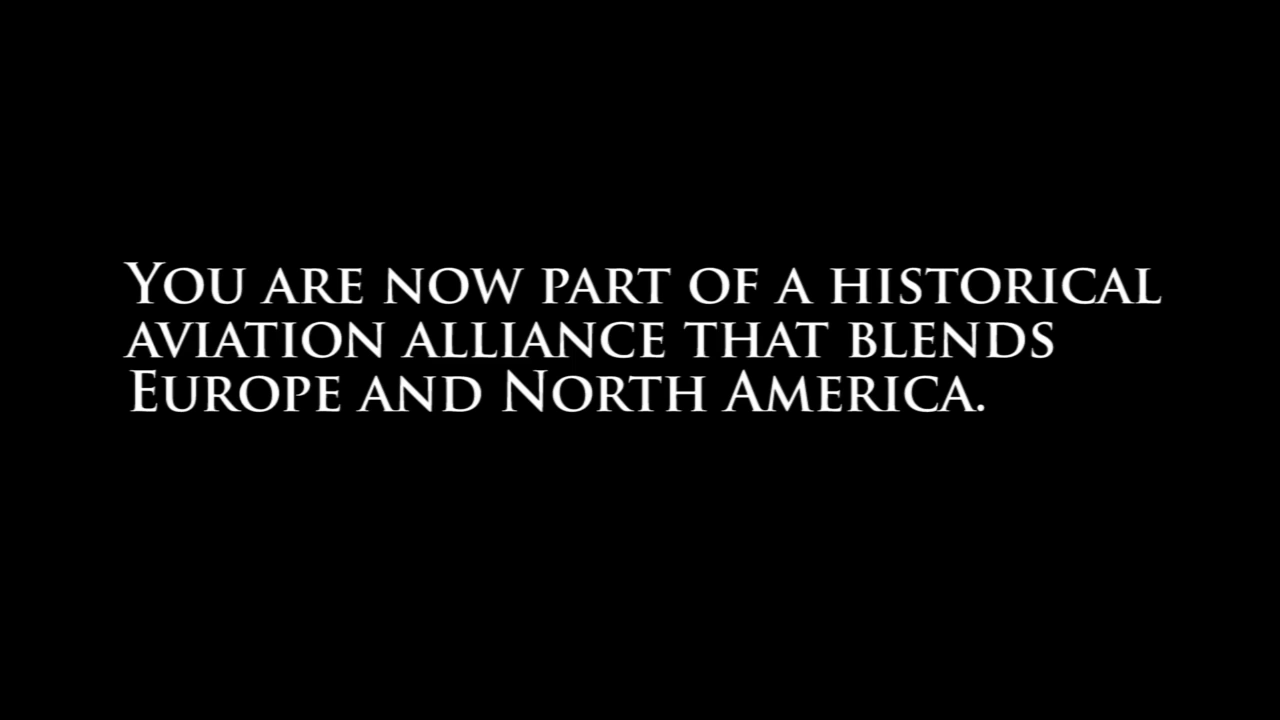 You are now part of a historical
aviation alliance that blends
Europe and North America.